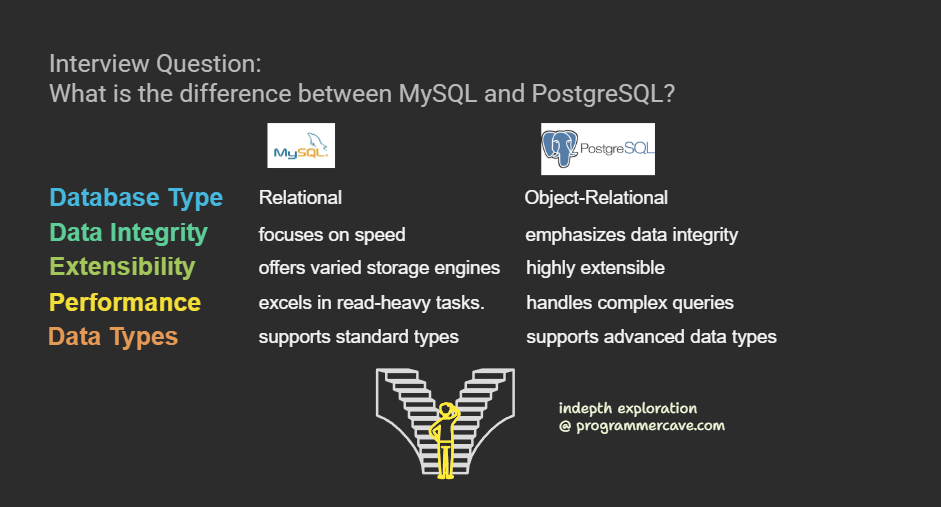 Interview Question:
What is the difference between MySQL and PostgreSQL?
MySQL PostgreSQL
Database Type Relational Object-Relational
Data Integrity focuses on speed emphasizes data integrity
Extensibility offers varied storage engines highly extensible
Performance excels in read-heavy tasks. handles complex queries
Data Types supports standard types supports advanced data types
indepth exploration
@ programmercave.com